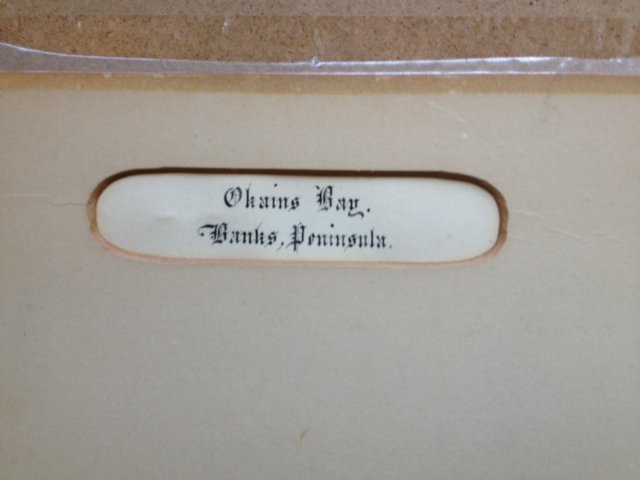 Okains Bay.
Banks, Peninsula.